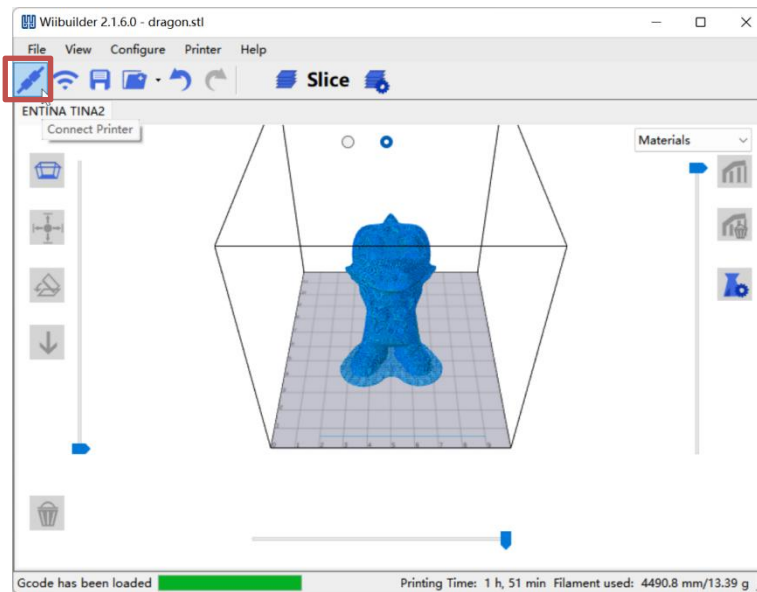 Wiibuilder 2.1.6.0 - dragon.stl
File View Configure Printer Help
Slice
ENTINA TINA2
Connect Printer
Materials
Gcode has been loaded Printing Time: 1 h, 51 min Filament used: 4490.8 mm/13.39 g